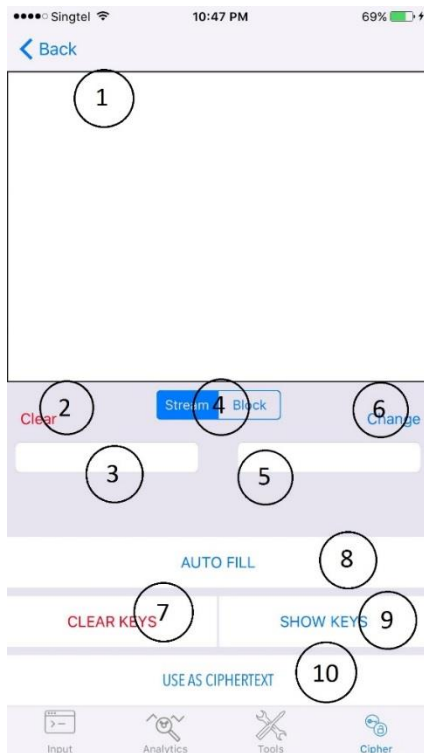 Singtel 10:47 PM 69%
Back
1
2 4 6
Clear Stream Block Change
3 5
AUTO FILL 8
CLEAR KEYS 7 SHOW KEYS 9
USE AS CIPHERTEXT 10
Input Analytics Tools Cipher